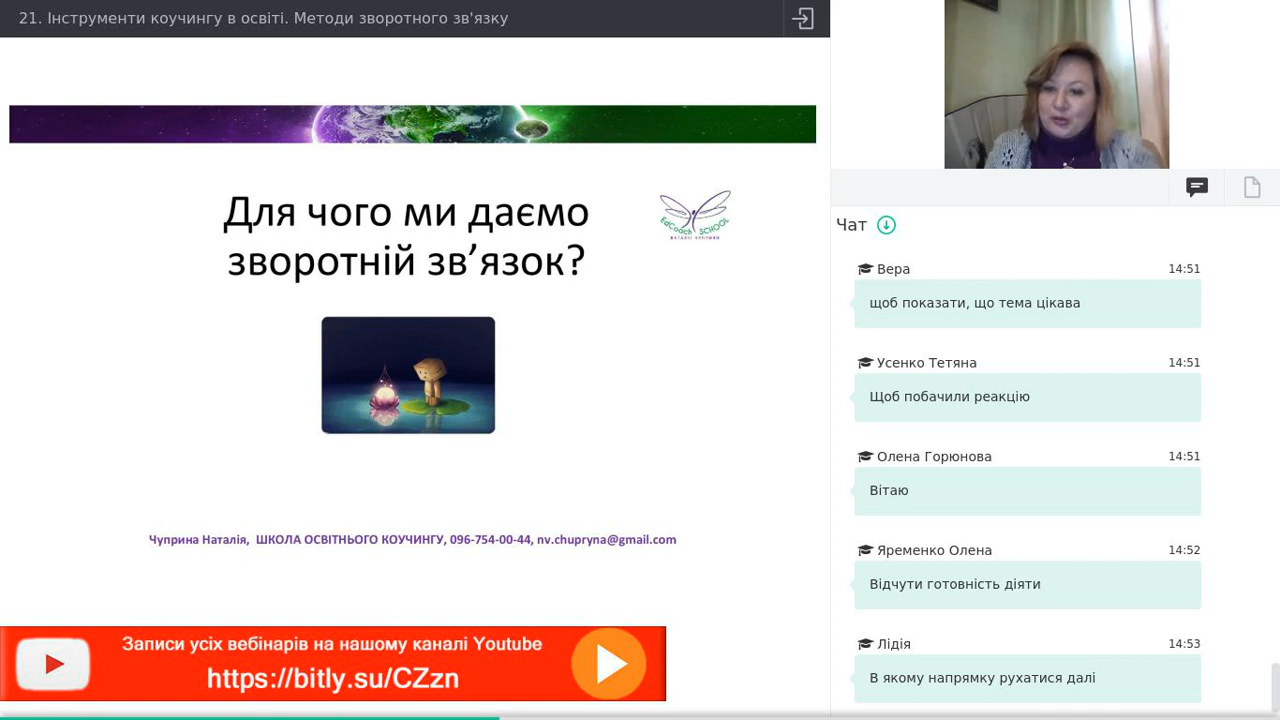 21. Інструменти коучингу в освіті. Методи зворотного зв'язку
Для чого ми даємо
зворотній зв’язок?
EdCoach SCHOOL
НАТАЛІЇ ЧУПРИНИ
Чуприна Наталія, ШКОЛА ОСВІТНЬОГО КОУЧИНГУ, 096-754-00-44, nv.chupryna@gmail.com
Записи усіх вебінарів на нашому каналі Youtube
https://bitly.su/CZzn
Чат
Вера 14:51
щоб показати, що тема цікава
Усенко Тетяна 14:51
Щоб побачили реакцію
Олена Горюнова 14:51
Вітаю
Яременко Олена 14:52
Відчути готовність діяти
Лідія 14:53
В якому напрямку рухатися далі